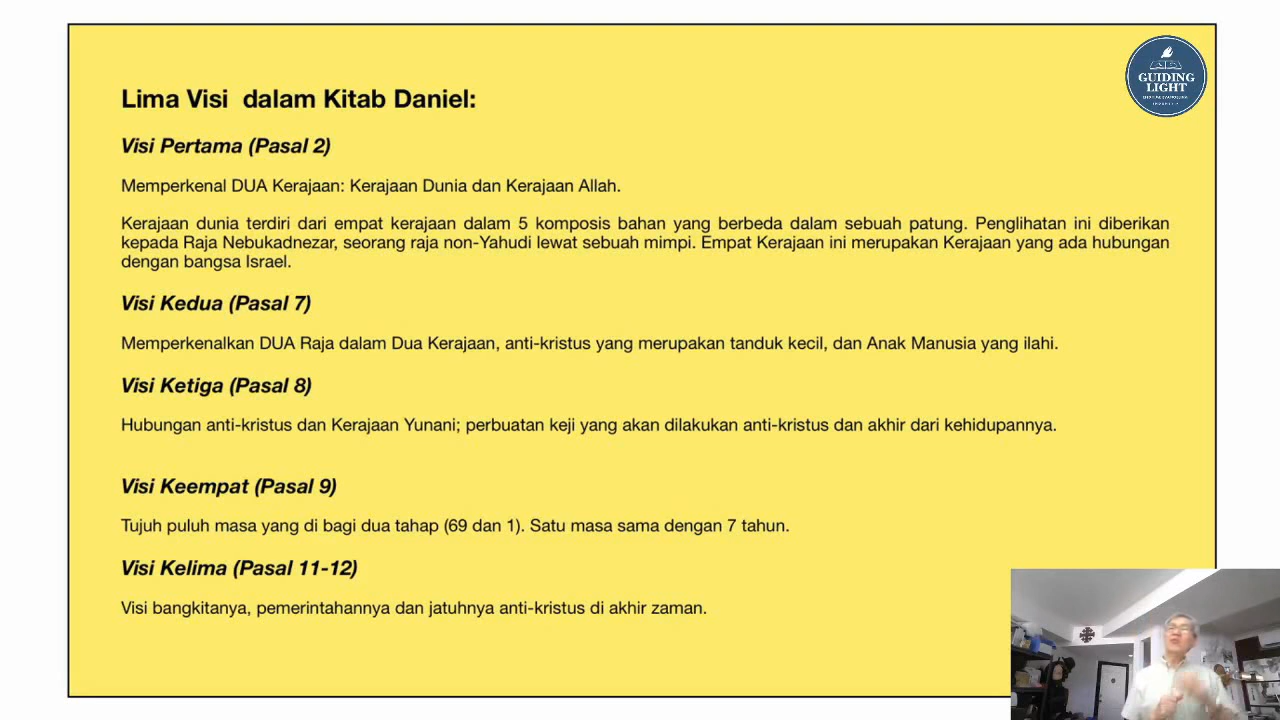 GUIDING
LIGHT
Lima Visi dalam Kitab Daniel:
Visi Pertama (Pasal 2)
Memperkenal DUA Kerajaan: Kerajaan Dunia dan Kerajaan Allah.
Kerajaan dunia terdiri dari empat kerajaan dalam 5 komposis bahan yang berbeda dalam sebuah patung. Penglihatan ini diberikan
kepada Raja Nebukadnezar, seorang raja non-Yahudi lewat sebuah mimpi. Empat Kerajaan ini merupakan Kerajaan yang ada hubungan
dengan bangsa Israel.
Visi Kedua (Pasal 7)
Memperkenalkan DUA Raja dalam Dua Kerajaan, anti-kristus yang merupakan tanduk kecil, dan Anak Manusia yang ilahi.
Visi Ketiga (Pasal 8)
Hubungan anti-kristus dan Kerajaan Yunani; perbuatan keji yang akan dilakukan anti-kristus dan akhir dari kehidupannya.
Visi Keempat (Pasal 9)
Tujuh puluh masa yang di bagi dua tahap (69 dan 1). Satu masa sama dengan 7 tahun.
Visi Kelima (Pasal 11-12)
Visi bangkitanya, pemerintahannya dan jatuhnya anti-kristus di akhir zaman.